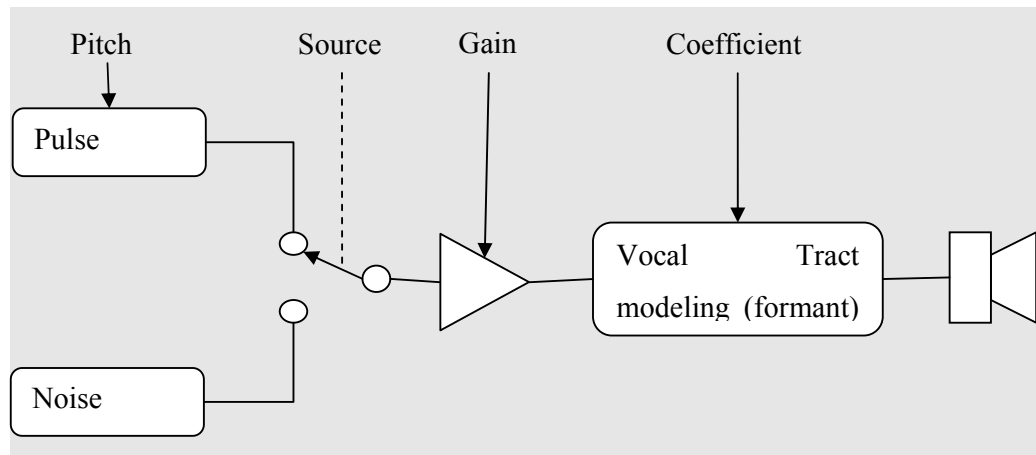 Pitch Source Gain Coefficient
Pulse
Vocal Tract
modeling (formant)
Noise